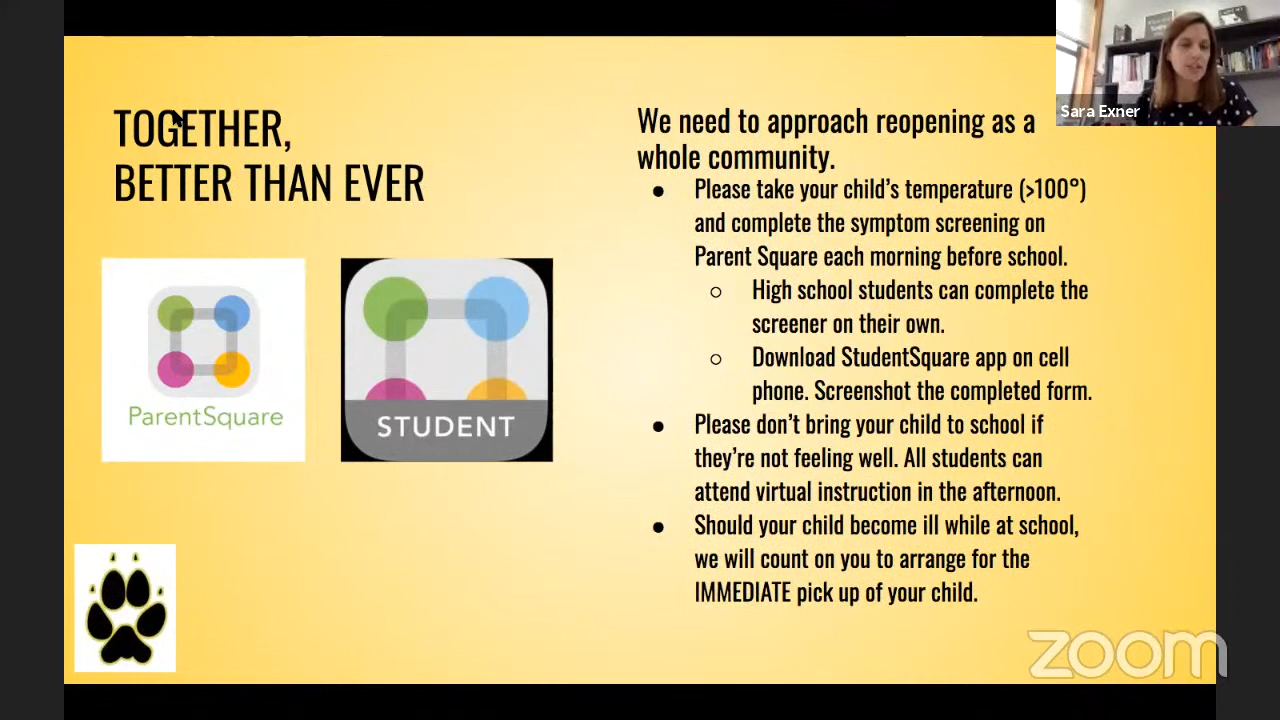 TOGETHER,
BETTER THAN EVER
ParentSquare
STUDENT
We need to approach reopening as a
whole community.
● Please take your child's temperature (>100°)
and complete the symptom screening on
Parent Square each morning before school.
○ High school students can complete the
screener on their own.
○ Download StudentSquare app on cell
phone. Screenshot the completed form.
● Please don't bring your child to school if
they're not feeling well. All students can
attend virtual instruction in the afternoon.
● Should your child become ill while at school,
we will count on you to arrange for the
IMMEDIATE pick up of your child.
Sara Exner
zoom